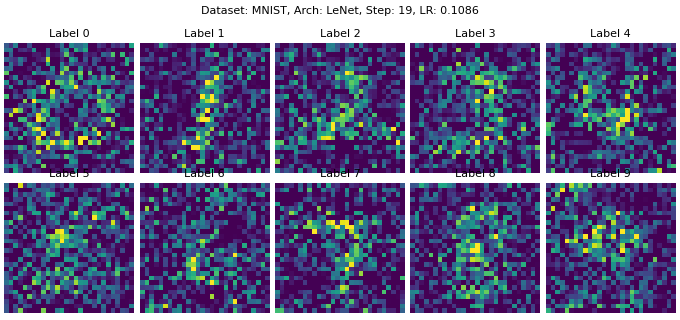 Dataset: MNIST, Arch: LeNet, Step: 19, LR: 0.1086
Label 0 Label 1 Label 2 Label 3 Label 4
Label 5 Label 6 Label 7 Label 8 Label 9